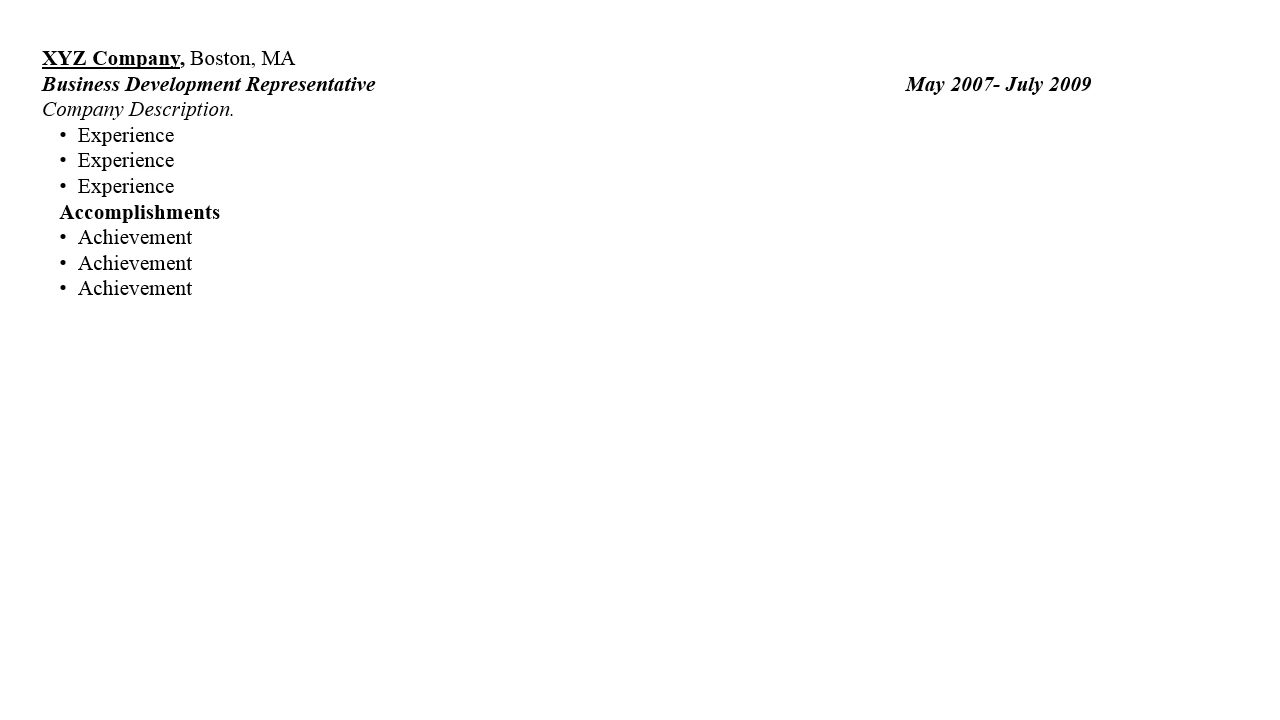 XYZ Company, Boston, MA
Business Development Representative May 2007- July 2009
Company Description.
• Experience
• Experience
• Experience
Accomplishments
• Achievement
• Achievement
• Achievement